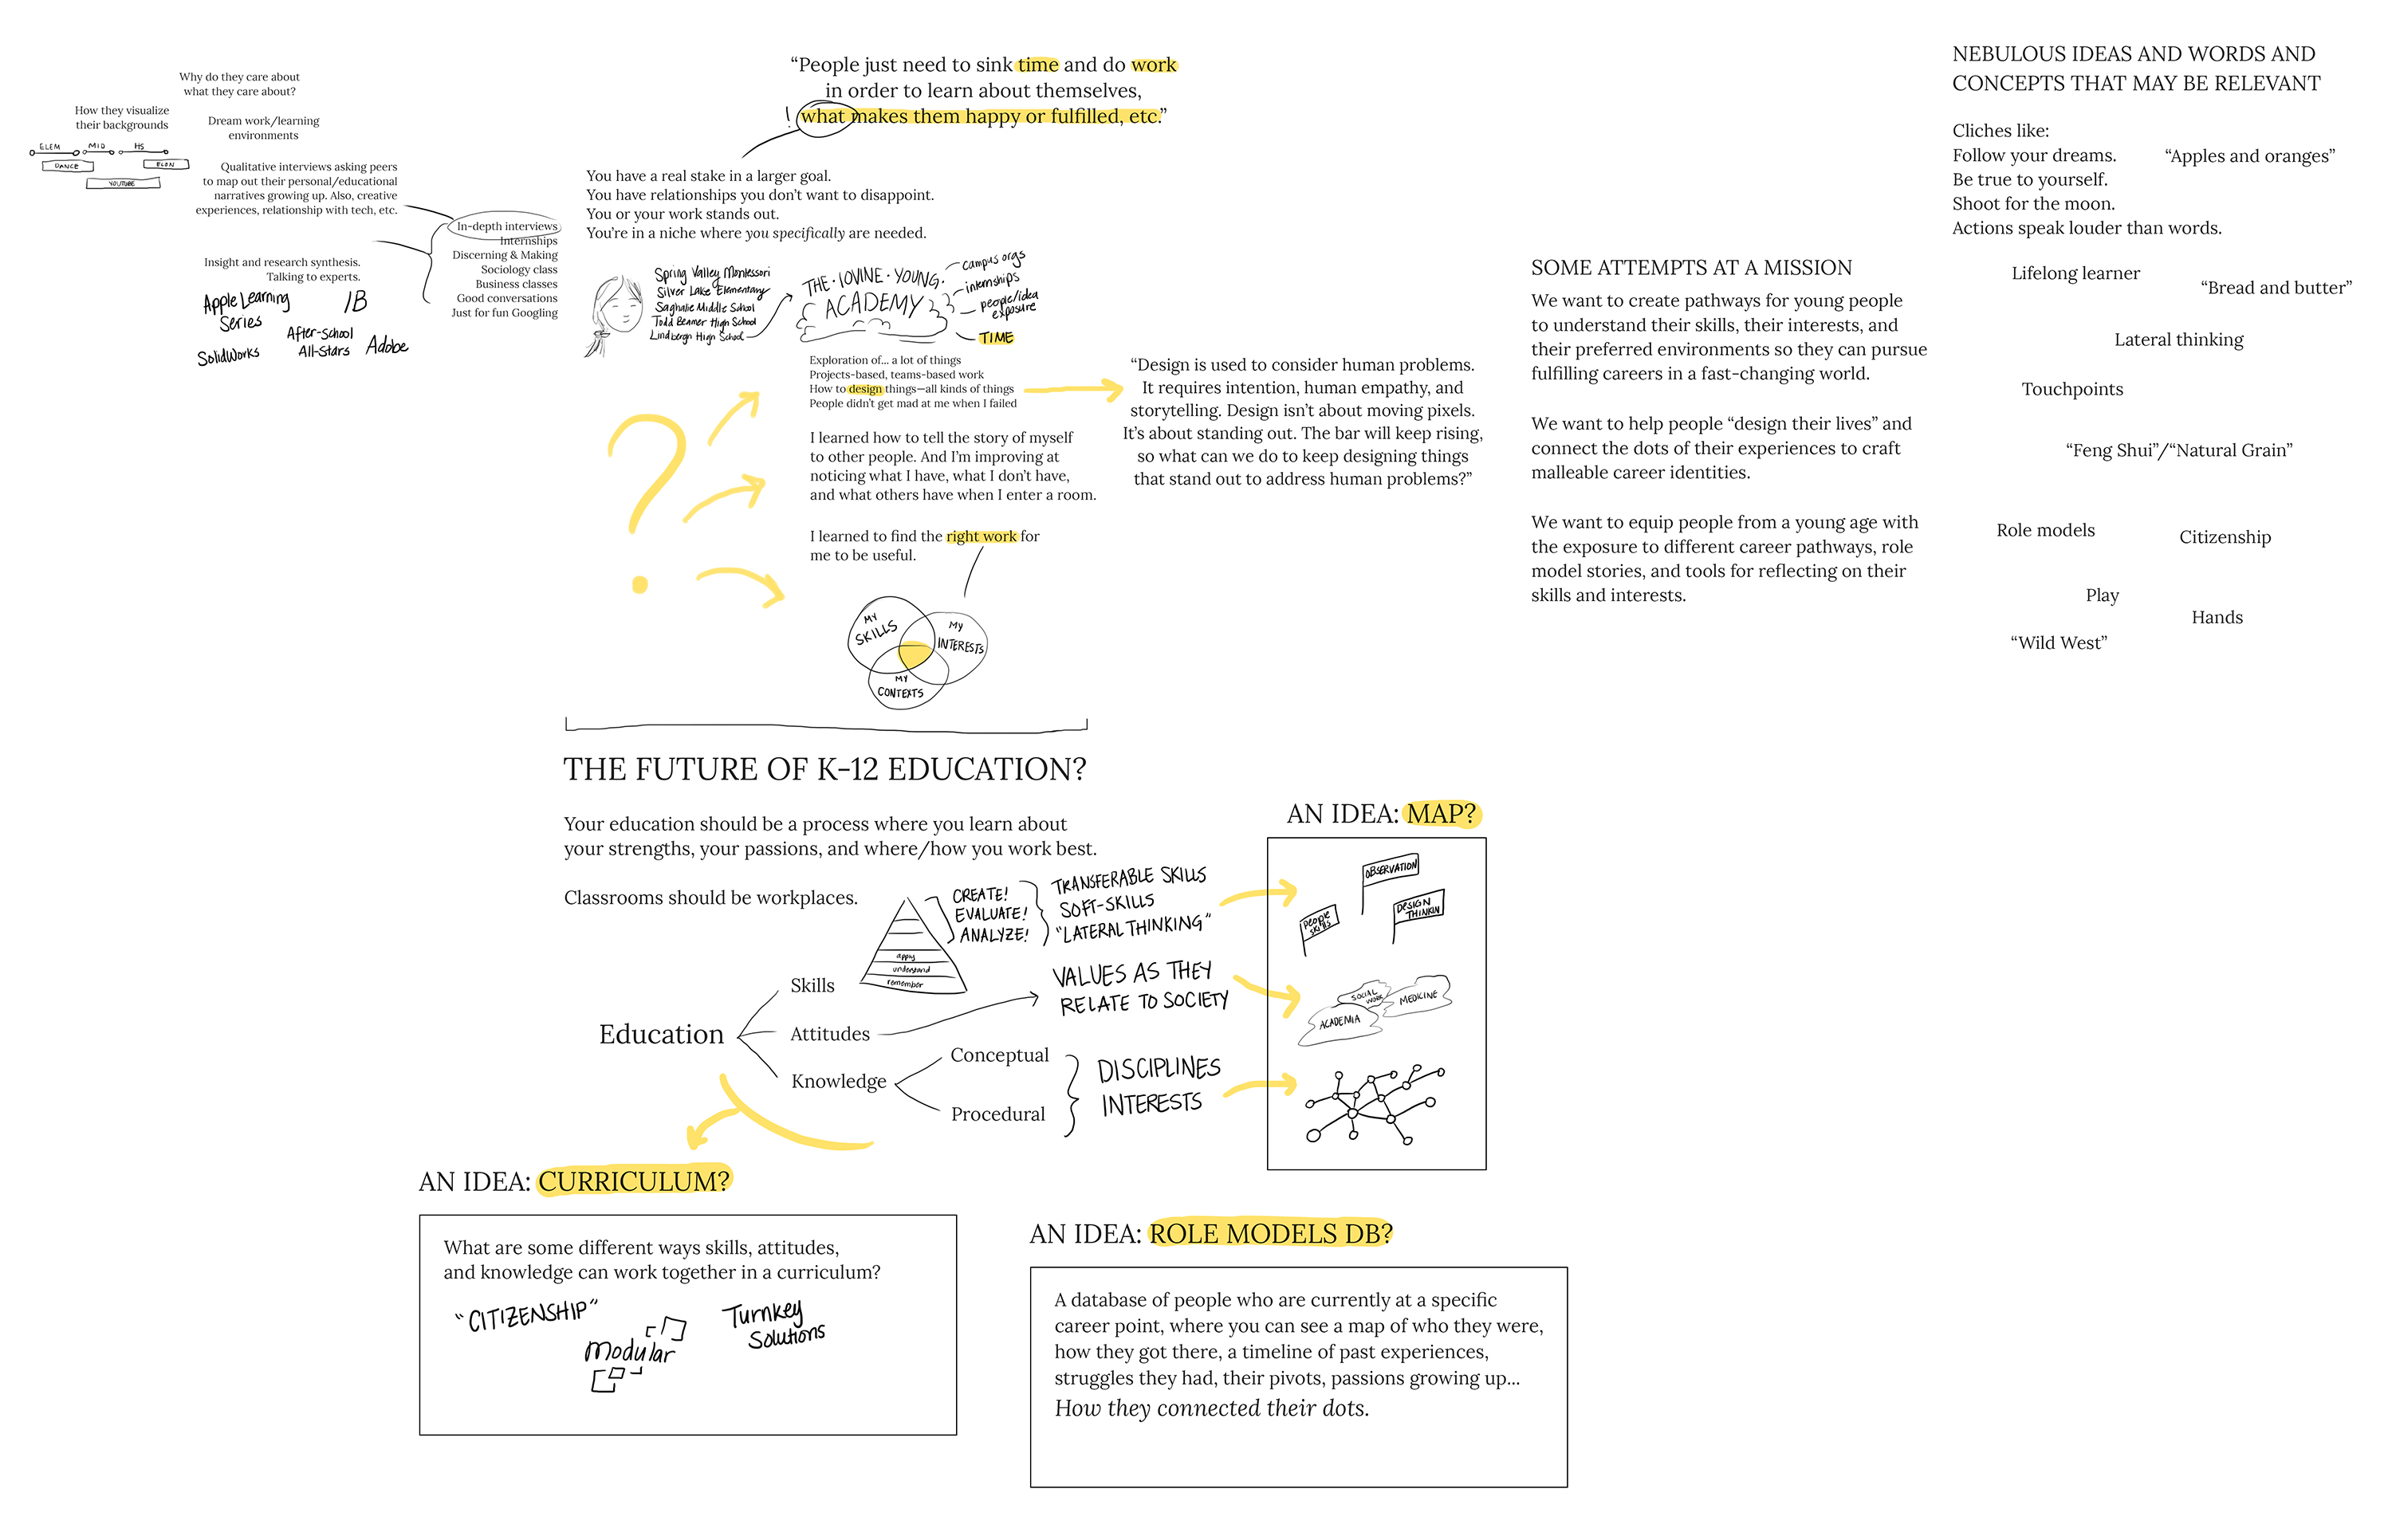 Why do they care about
what they care about?
How they visualize
their backgrounds
Dream work/learning
environments
ELEM MID HS
DANCE
ECON
YOUTUBE
Qualitative interviews asking peers
to map out their personal/educational
narratives growing up. Also, creative
experiences, relationship with tech, etc.
Insight and research synthesis.
Talking to experts.
Apple Learning
Series
IB
SolidWorks
After-school
All-Stars
Adobe
In-depth interviews
Internships
Discerning & Making
Sociology class
Business classes
Good conversations
Just for fun Googling
“People just need to sink time and do work
in order to learn about themselves,
! what makes them happy or fulfilled, etc.”
You have a real stake in a larger goal.
You have relationships you don’t want to disappoint.
You or your work stands out.
You’re in a niche where you specifically are needed.
Spring Valley Montessori
Silver Lake Elementary
Saghalie Middle School
Todd Beamer High School
Lindbergh High School
THE·IOVINE·YOUNG·
ACADEMY
campus orgs
internships
people/idea
exposure
TIME
Exploration of... a lot of things
Projects-based, teams-based work
How to design things—all kinds of things
People didn’t get mad at me when I failed
?
I learned how to tell the story of myself
to other people. And I’m improving at
noticing what I have, what I don’t have,
and what others have when I enter a room.
I learned to find the right work for
me to be useful.
MY
SKILLS
MY
INTERESTS
MY
CONTEXTS
“Design is used to consider human problems.
It requires intention, human empathy, and
storytelling. Design isn’t about moving pixels.
It’s about standing out. The bar will keep rising,
so what can we do to keep designing things
that stand out to address human problems?”
SOME ATTEMPTS AT A MISSION
We want to create pathways for young people
to understand their skills, their interests, and
their preferred environments so they can pursue
fulfilling careers in a fast-changing world.
We want to help people “design their lives” and
connect the dots of their experiences to craft
malleable career identities.
We want to equip people from a young age with
the exposure to different career pathways, role
model stories, and tools for reflecting on their
skills and interests.
NEBULOUS IDEAS AND WORDS AND
CONCEPTS THAT MAY BE RELEVANT
Cliches like:
Follow your dreams.
Be true to yourself.
Shoot for the moon.
Actions speak louder than words.
“Apples and oranges”
Lifelong learner
“Bread and butter”
Lateral thinking
Touchpoints
“Feng Shui”/“Natural Grain”
Role models
Citizenship
Play
Hands
“Wild West”
THE FUTURE OF K-12 EDUCATION?
Your education should be a process where you learn about
your strengths, your passions, and where/how you work best.
Classrooms should be workplaces.
CREATE!
EVALUATE!
ANALYZE!
apply
understand
remember
TRANSFERABLE SKILLS
SOFT-SKILLS
“LATERAL THINKING”
Education
Skills
Attitudes
Knowledge
VALUES AS THEY
RELATE TO SOCIETY
Conceptual
Procedural
DISCIPLINES
INTERESTS
AN IDEA: MAP?
OBSERVATION
PEOPLE
SKILLS
DESIGN
THINKIN
SOCIAL
WORK
MEDICINE
ACADEMIA
AN IDEA: CURRICULUM?
What are some different ways skills, attitudes,
and knowledge can work together in a curriculum?
“CITIZENSHIP”
modular
Turnkey
Solutions
AN IDEA: ROLE MODELS DB?
A database of people who are currently at a specific
career point, where you can see a map of who they were,
how they got there, a timeline of past experiences,
struggles they had, their pivots, passions growing up...
How they connected their dots.